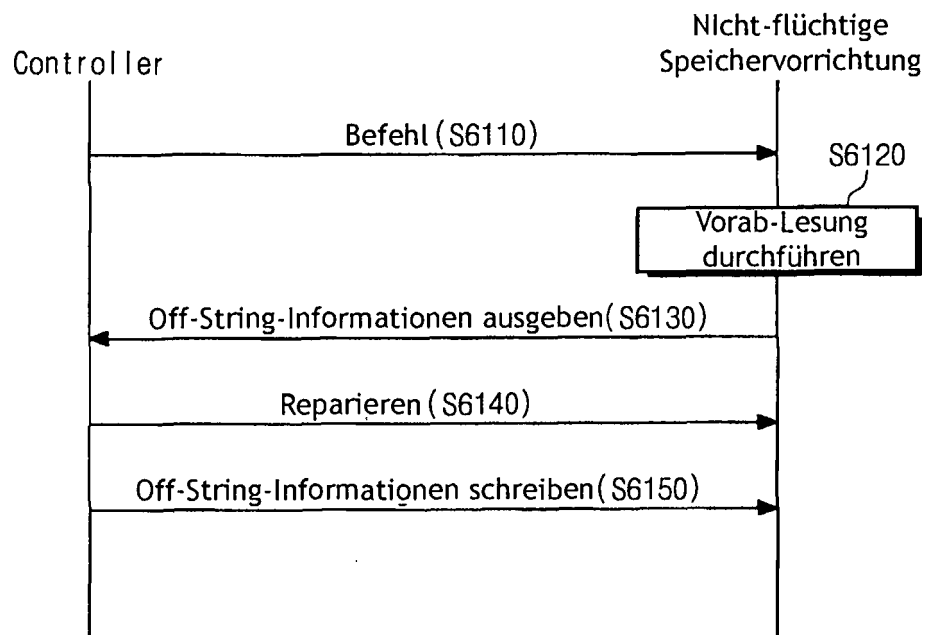 Controller
Nicht-flüchtige
Speichervorrichtung
Befehl(S6110)
S6120
Vorab-Lesung
durchführen
Off-String-Informationen ausgeben(S6130)
Reparieren(S6140)
Off-String-Informationen schreiben(S6150)